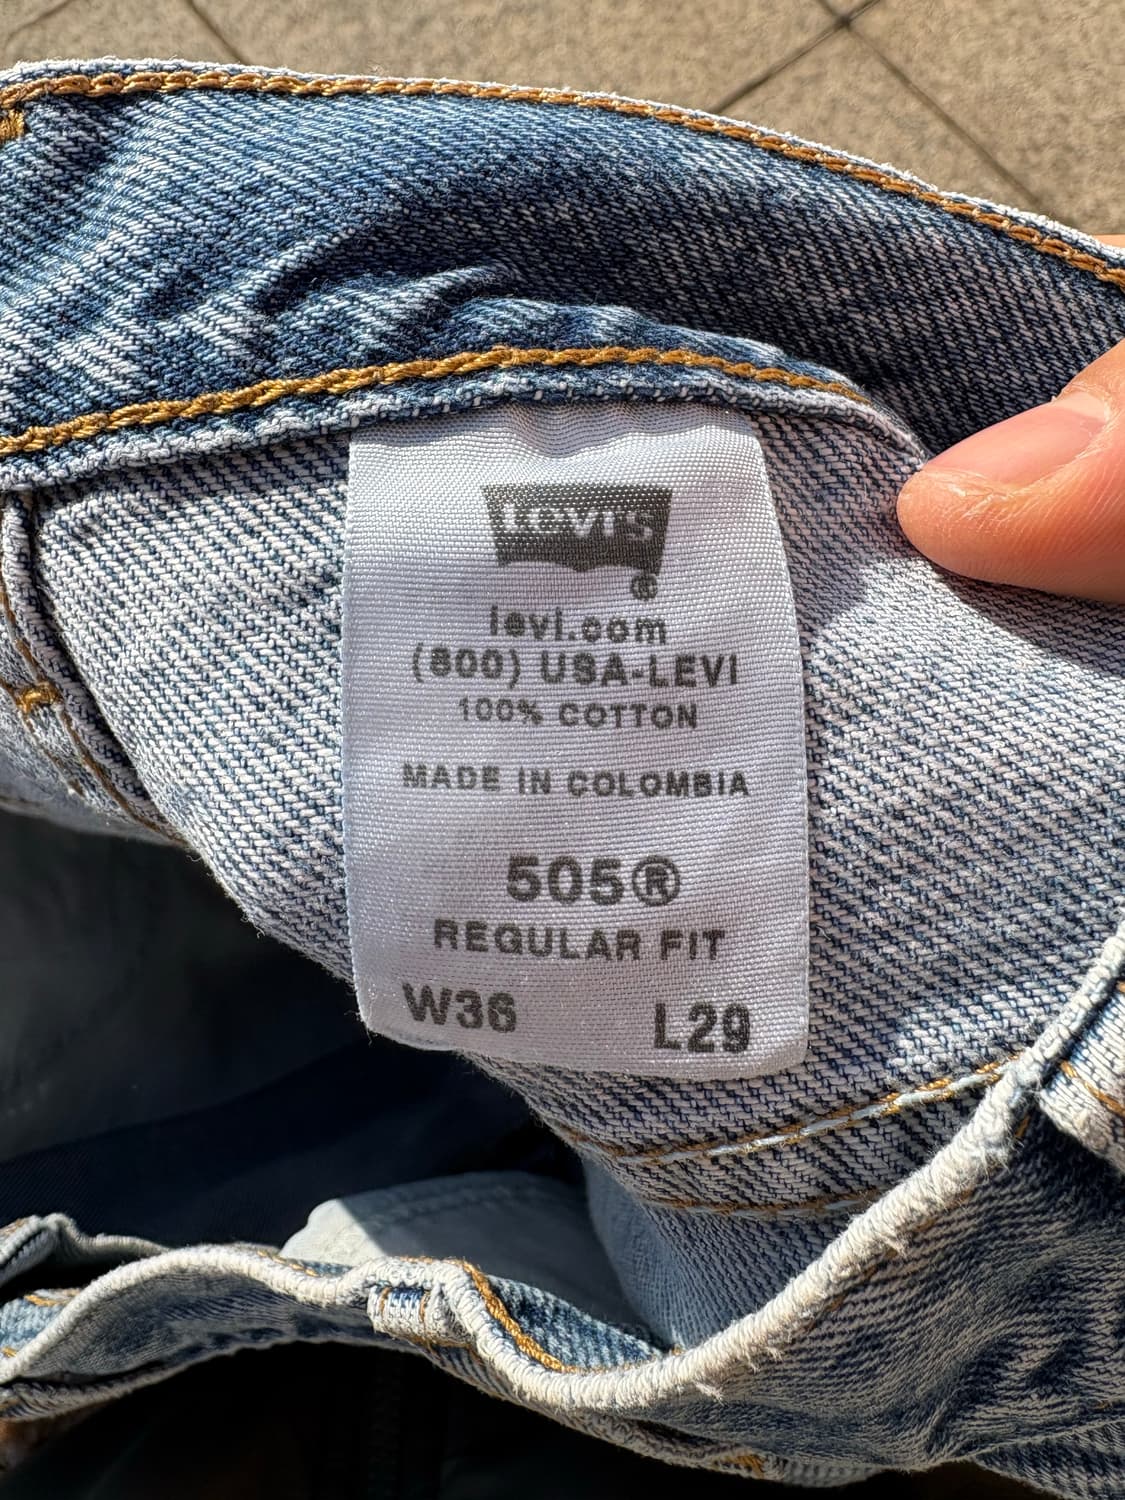 Levi's
®
levi.com
(800) USA-LEVI
100% COTTON
MADE IN COLOMBIA
505®
REGULAR FIT
W36 L29